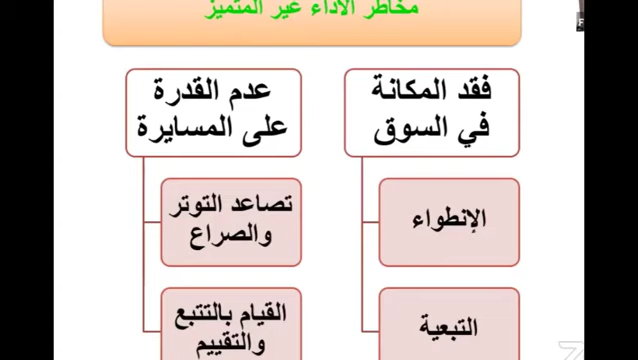 مخاطر الأداء غير المتميز
فقد المكانة
في السوق
الإنطواء
التبعية
عدم القدرة
على المسايرة
تصاعد التوتر
والصراع
القيام بالتتبع
والتقييم